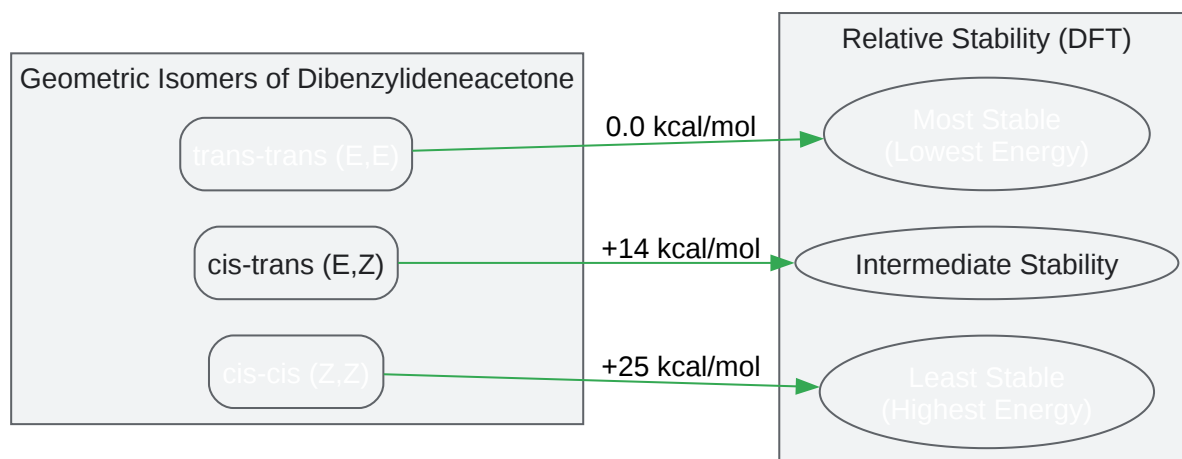 Geometric Isomers of Dibenzylideneacetone
trans-trans (E,E)
cis-trans (E,Z)
cis-cis (Z,Z)
0.0 kcal/mol
+14 kcal/mol
+25 kcal/mol
Relative Stability (DFT)
Most Stable
(Lowest Energy)
Intermediate Stability
Least Stable
(Highest Energy)